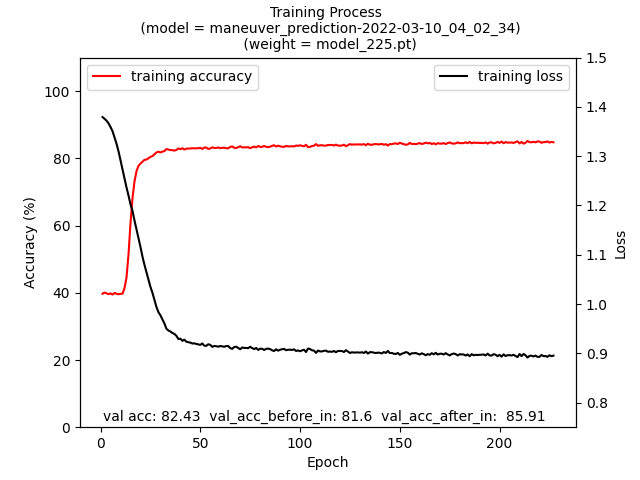 Training Process
(model = maneuver_prediction-2022-03-10_04_02_34)
(weight = model_225.pt)
training accuracy
training loss
Accuracy (%)
100
80
60
40
20
0
1.5
1.4
1.3
1.2
1.1
1.0
0.9
0.8
Loss
val acc: 82.43 val_acc_before_in: 81.6 val_acc_after_in: 85.91
0 50 100 150 200
Epoch